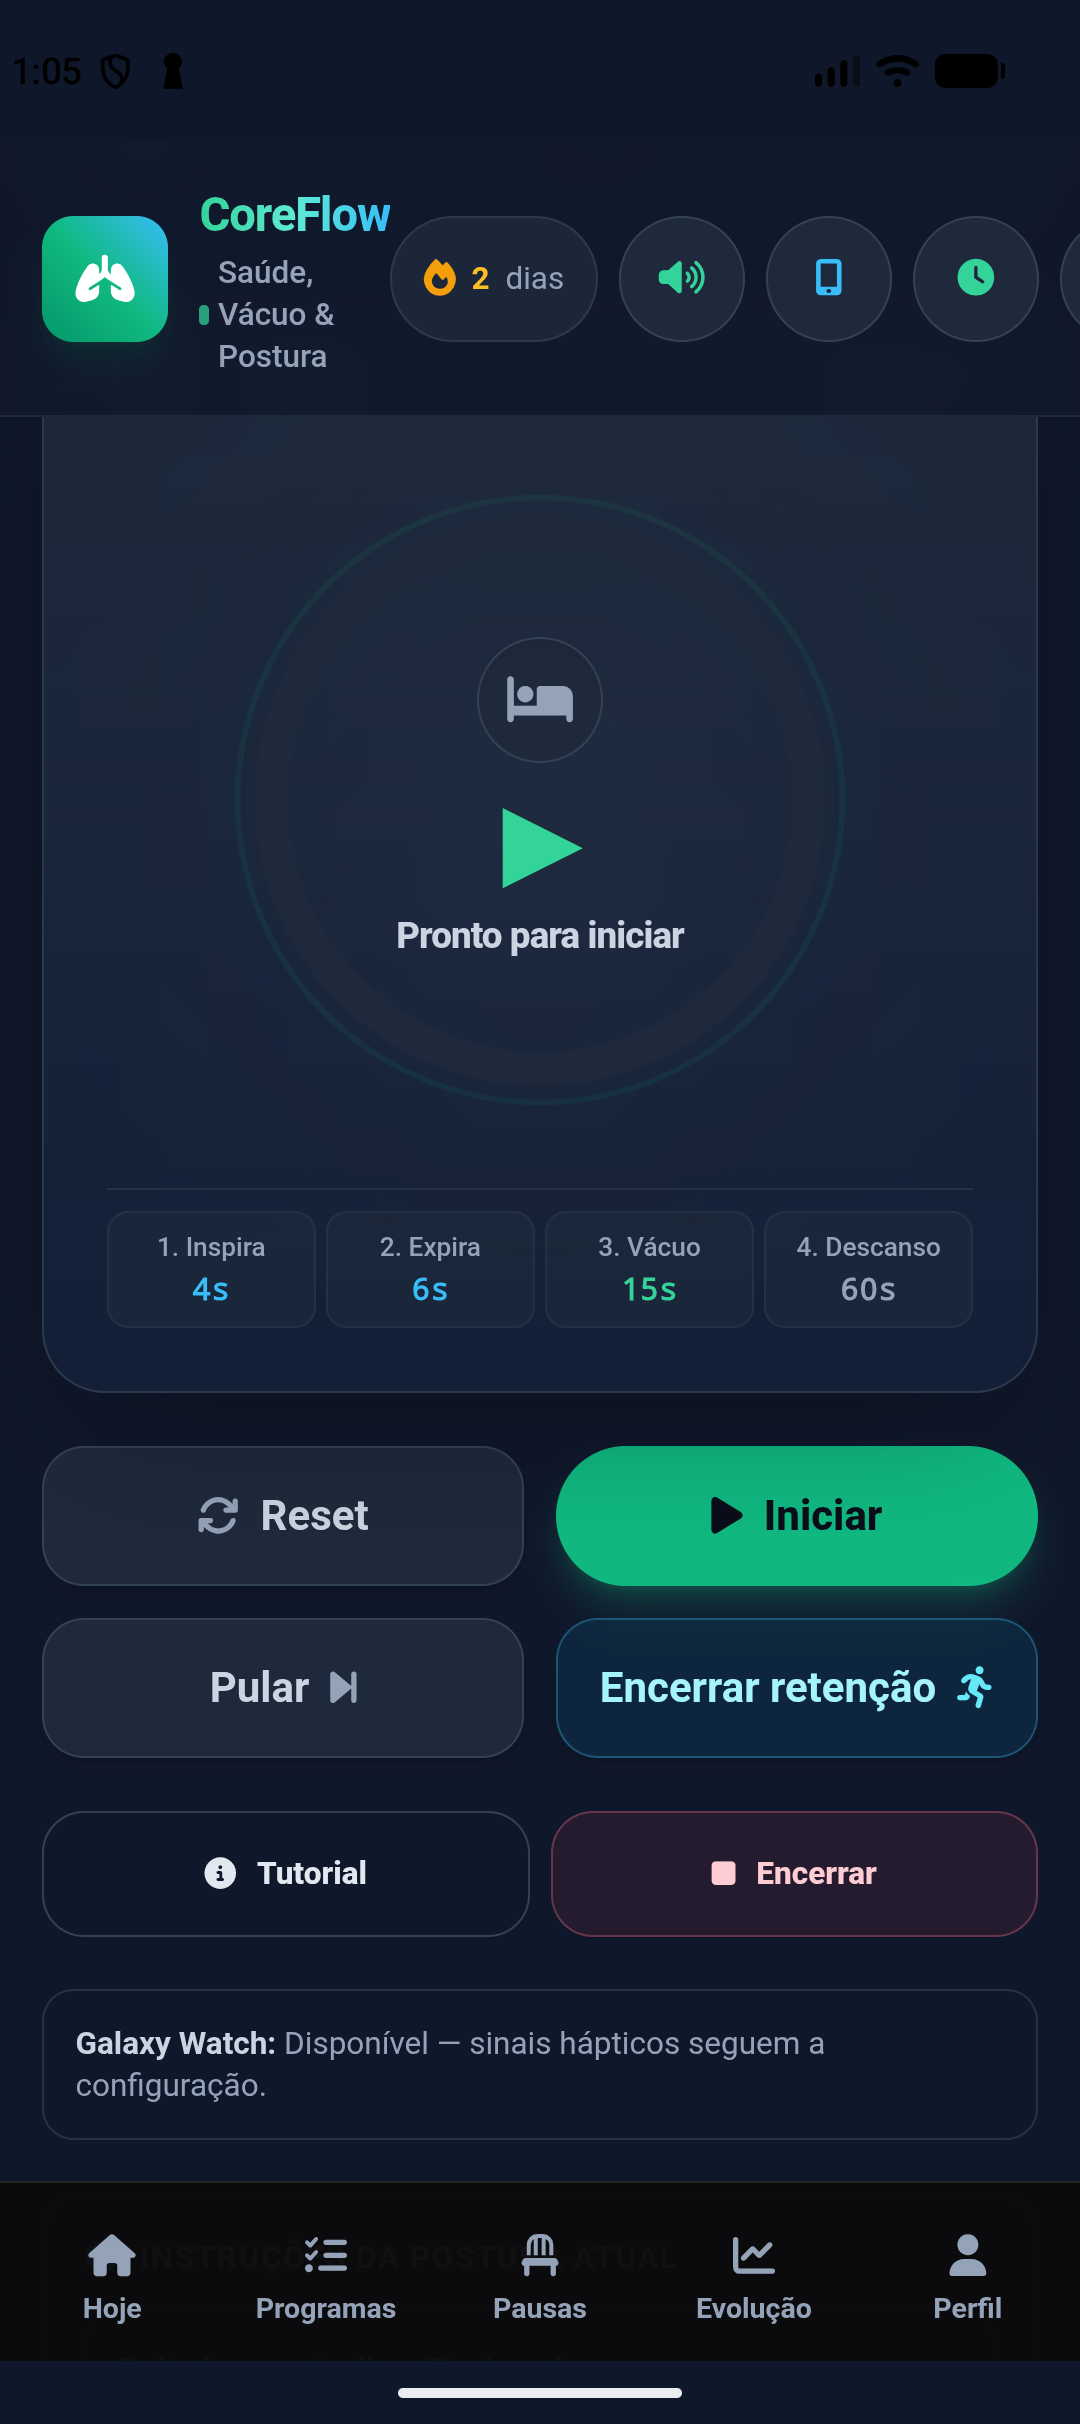 1:05
CoreFlow
Saúde,
Vácuo &
Postura
2 dias
Pronto para iniciar
1. Inspira
4s
2. Expira
6s
3. Vácuo
15s
4. Descanso
60s
Reset
Iniciar
Pular
Encerrar retenção
Tutorial
Encerrar
Galaxy Watch: Disponível — sinais hápticos seguem a
configuração.
DA
ATUAL
Hoje
Programas
Pausas
Evolução
Perfil